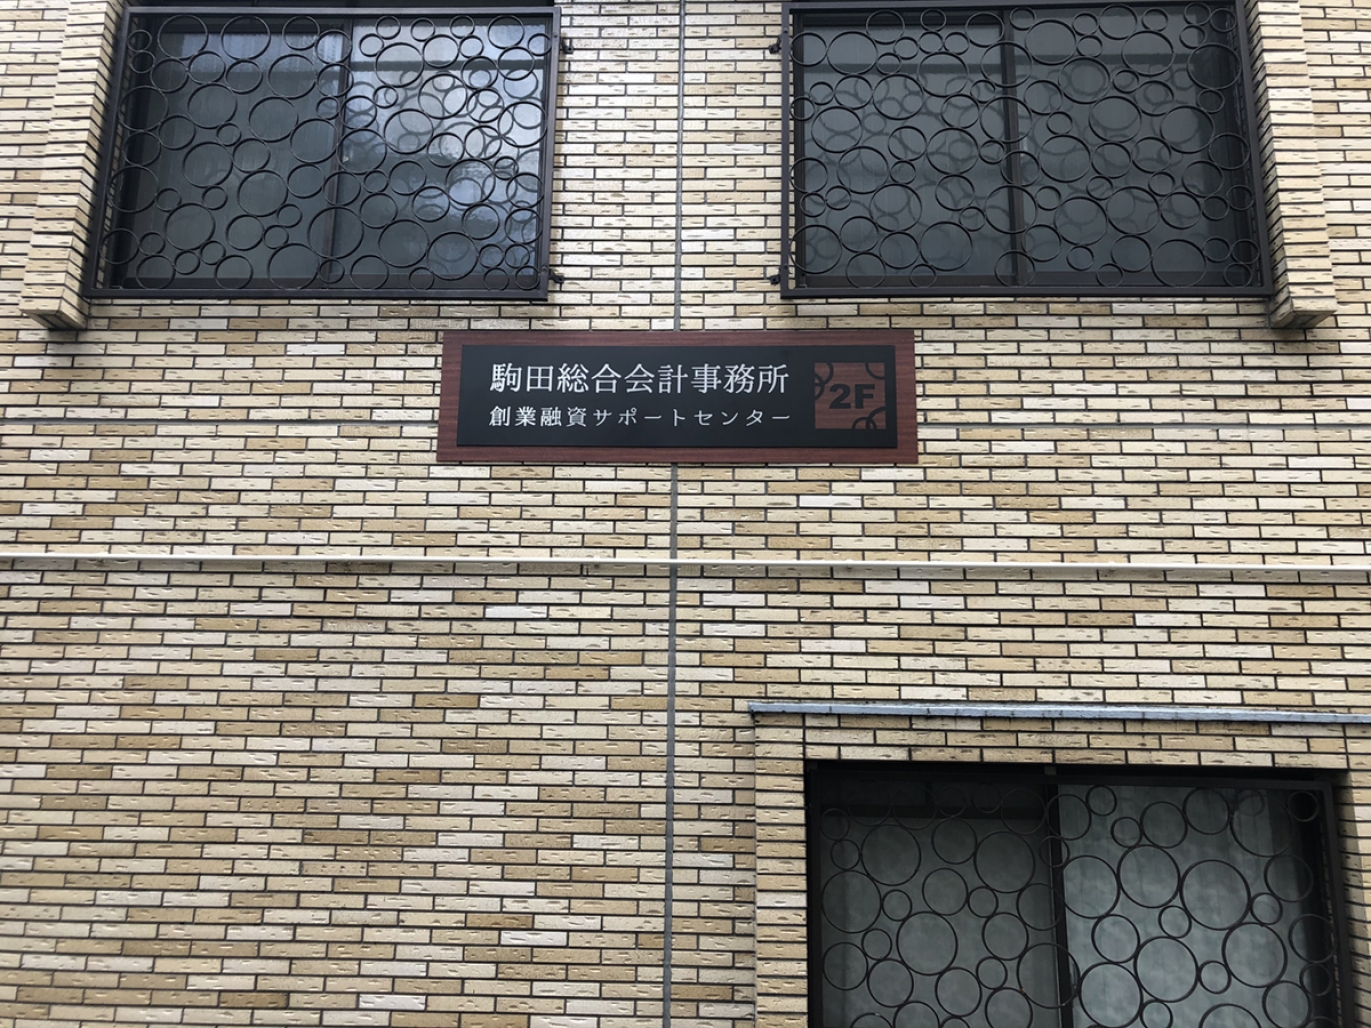 駒田総合会計事務所
創業融資サポートセンター
2F